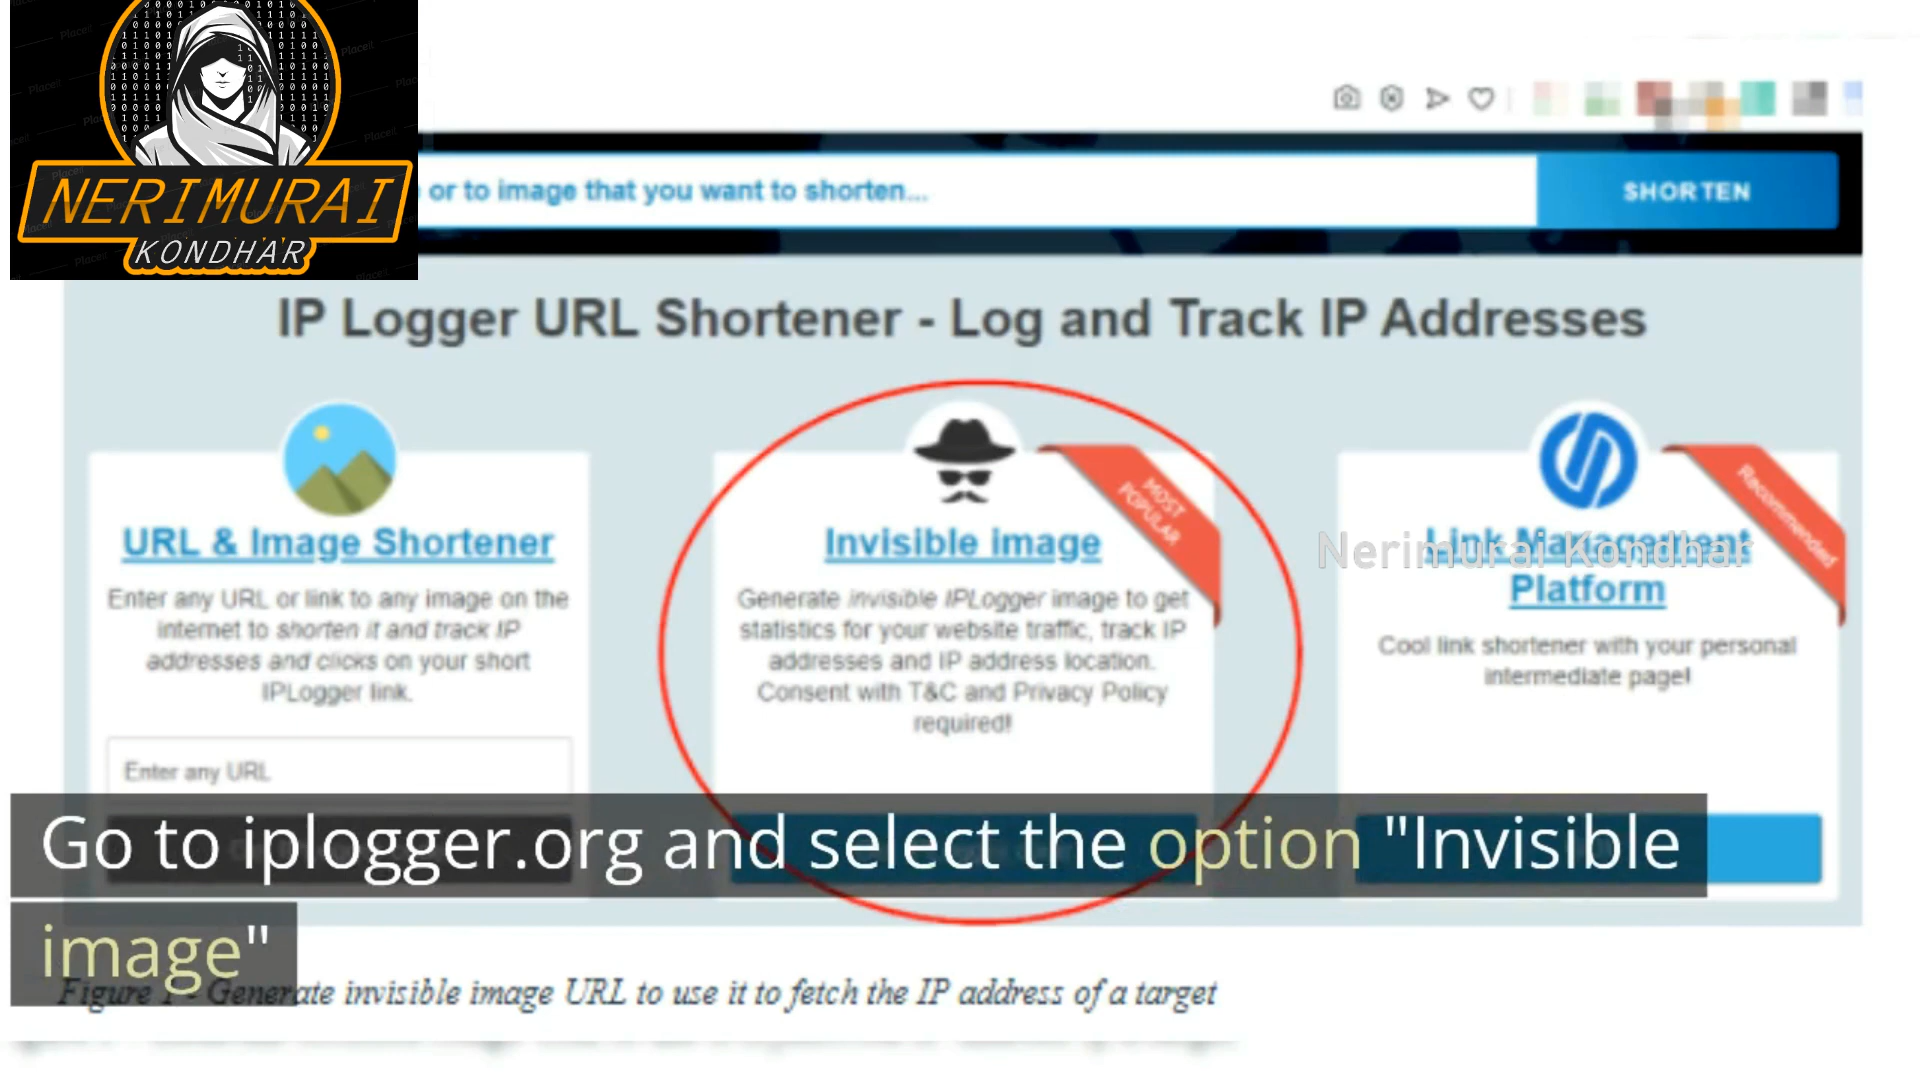 NERIMURAI
KONDHAR
or to image that you want to shorten...
SHORTEN
IP Logger URL Shortener - Log and Track IP Addresses
URL & Image Shortener
Enter any URL or link to any image on the
internet to shorten it and track IP
addresses and clicks on your short
IPLogger link.
Enter any URL
MOST
POPULAR
Invisible image
Generate invisible IPLogger image to get
statistics for your website traffic, track IP
addresses and IP address location.
Consent with T&C and Privacy Policy
required!
Recommended
Link Management
Platform
Nerimurai Kondhar
Cool link shortener with your personal
intermediate page!
Go to iplogger.org and select the option "Invisible
image"
Figure 1 - Generate invisible image URL to use it to fetch the IP address of a target